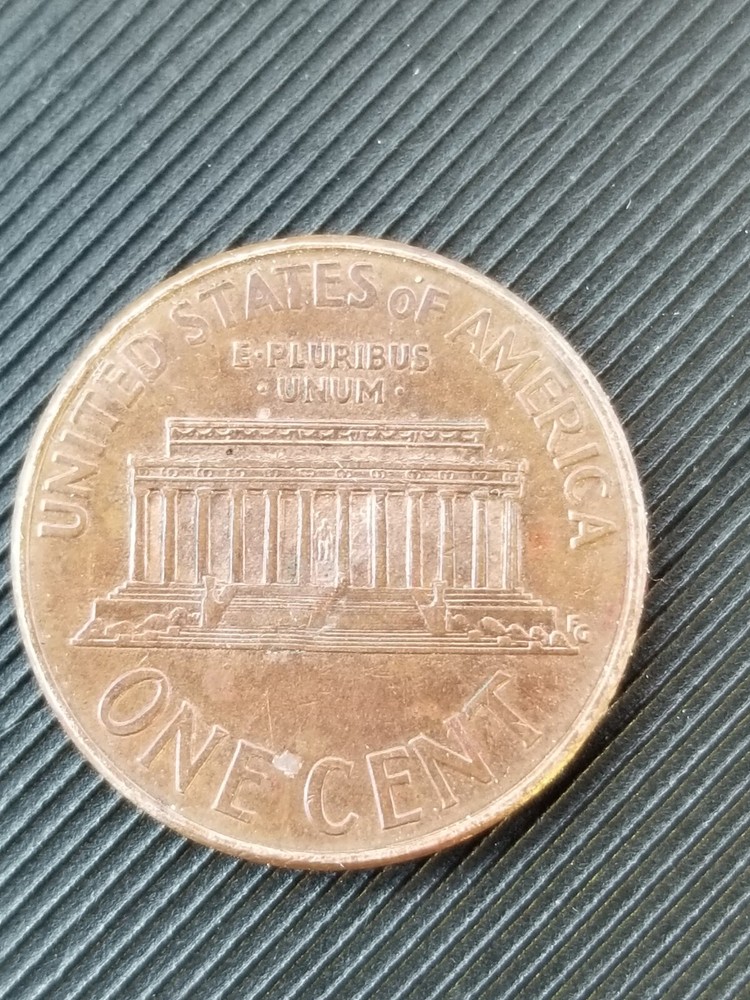 UNITED STATES OF AMERICA
E·PLURIBUS
·UNUM·
FG
ONE CENT